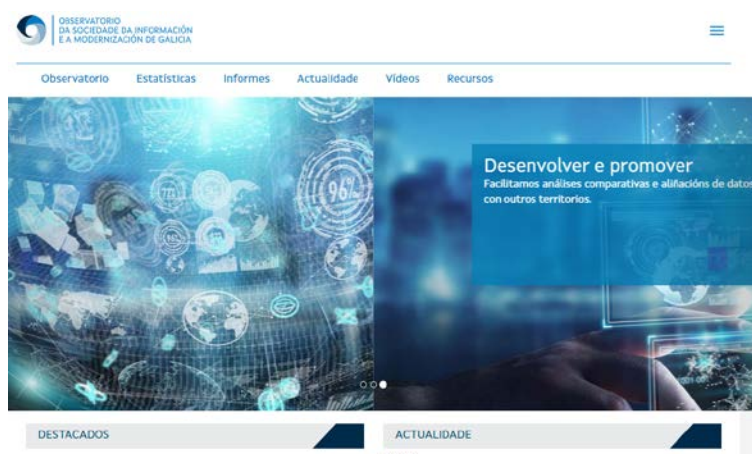 OBSERVATORIO
DA SOCIEDADE DA INFORMACIÓN
E A MODERNIZACIÓN DE GALICIA
Observatorio Estatísticas Informes Actualidade Vídeos Recursos
96%
Desenvolver e promover
Facilitamos análises comparativas e aliñacións de datos
con outros territorios.
DESTACADOS
ACTUALIDADE